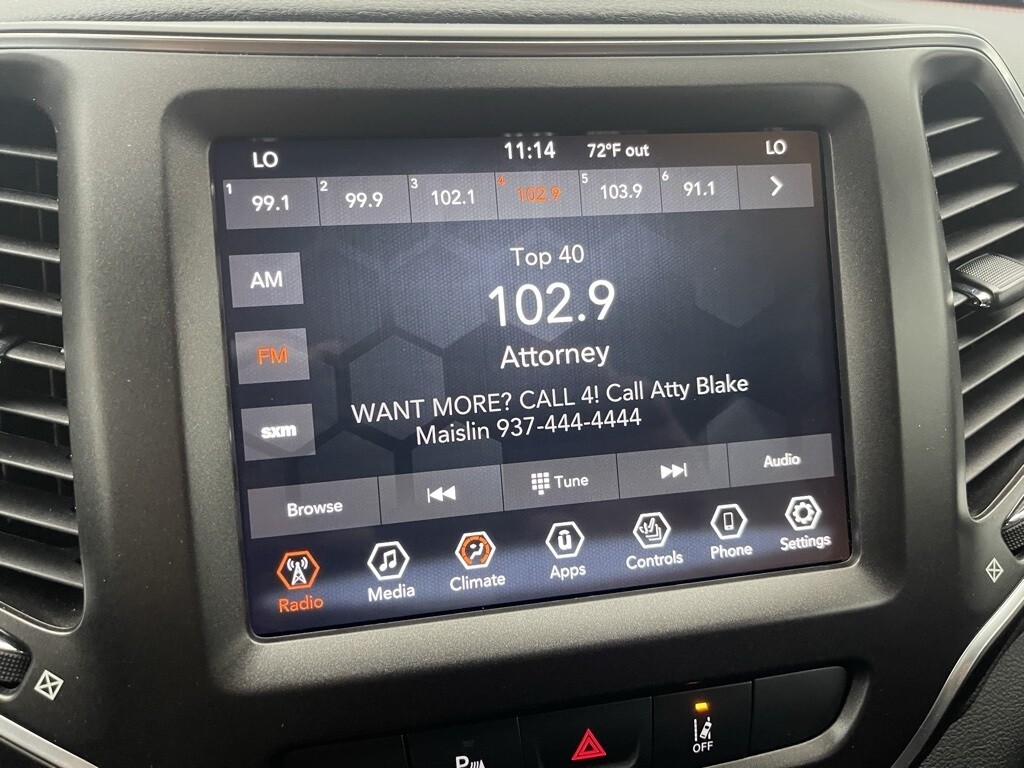 LO 11:14 72°F out LO
1 99.1 2 99.9 3 102.1 4 102.9 5 103.9 6 91.1
Top 40
AM
102.9
FM
Attorney
WANT MORE? CALL 4! Call Atty Blake
Maislin 937-444-4444
sxm
Browse Tune Audio
Radio Media Climate Apps Controls Phone Settings
P
OFF